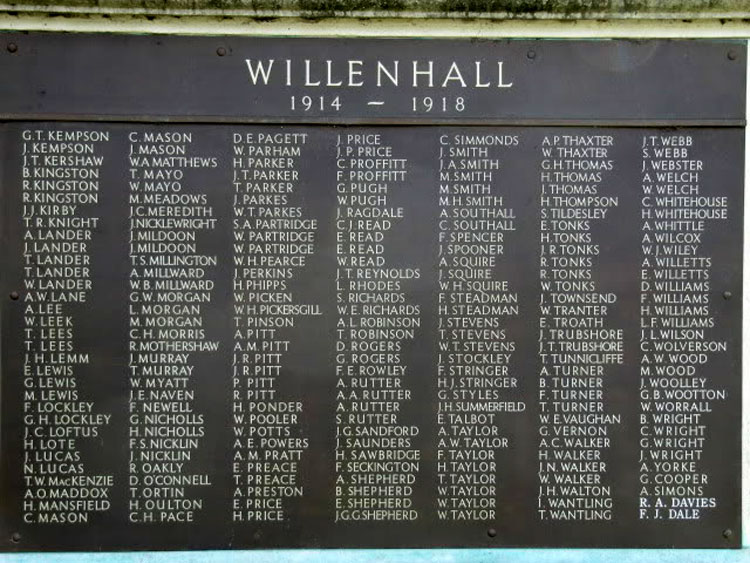 WILLENHALL
1914 – 1918
G.T. KEMPSON
J. KEMPSON
J.T. KERSHAW
B. KINGSTON
R. KINGSTON
R. KINGSTON
J.J. KIRBY
T. R. KNIGHT
A. LANDER
J. LANDER
T. LANDER
T. LANDER
W. LANDER
A.W. LANE
A. LEE
W. LEEK
T. LEES
T. LEES
J. H. LEMM
E. LEWIS
G. LEWIS
M. LEWIS
F. LOCKLEY
G. H. LOCKLEY
J. C. LOFTUS
H. LOTE
J. LUCAS
N. LUCAS
T.W. MACKENZIE
A.O. MADDOX
H. MANSFIELD
C. MASON
C. MASON
J. MASON
W.A. MATTHEWS
T. MAYO
W. MAYO
M. MEADOWS
J.C. MEREDITH
J. NICKLEWRIGHT
J. MILDOON
J. MILDOON
T. S. MILLINGTON
A. MILLWARD
W. B. MILLWARD
G.W. MORGAN
L. MORGAN
M. MORGAN
C. H. MORRIS
R. MOTHERSHAW
J. MURRAY
T. MURRAY
W. MYATT
J. E. NAVEN
F. NEWELL
G. NICHOLLS
H. NICHOLLS
F. S. NICKLIN
J. NICKLIN
R. OAKLY
D. O'CONNELL
T. ORTIN
H. OULTON
C. H. PACE
D. E. PAGETT
W. PARHAM
H. PARKER
J. T. PARKER
T. PARKER
J. PARKES
W. T. PARKES
S. A. PARTRIDGE
W. PARTRIDGE
W. PARTRIDGE
W. H. PEARCE
J. PERKINS
H. PHIPPS
W. PICKEN
W. H. PICKERSGILL
T. PINSON
A. PITT
A. M. PITT
J. R. PITT
J. R. PITT
P. PITT
R. PITT
H. PONDER
W. POOLER
W. POTTS
A. E. POWERS
A. M. PRATT
E. PREACE
T. PREACE
A. PRESTON
E. PRICE
H. PRICE
J. PRICE
J. P. PRICE
C. PROFFITT
F. PROFFITT
G. PUGH
W. PUGH
J. RAGDALE
C. J. READ
E. READ
E. READ
W. READ
J. T. REYNOLDS
L. RHODES
S. RICHARDS
W. E. RICHARDS
A. L. ROBINSON
T. ROBINSON
D. ROGERS
G. ROGERS
F. E. ROWLEY
A. RUTTER
A. A. RUTTER
A. RUTTER
S. RUTTER
J. G. SANDFORD
J. SAUNDERS
H. SAWBRIDGE
F. SECKINGTON
A. SHEPHERD
B. SHEPHERD
E. SHEPHERD
J.G.G. SHEPHERD
C. SIMMONDS
J. SMITH
J. A. SMITH
M. SMITH
M. SMITH
M. H. SMITH
A. SOUTHALL
C. SOUTHALL
F. SPENCER
J. SPOONER
A. SQUIRE
J. SQUIRE
W. H. SQUIRE
F. STEADMAN
H. STEADMAN
J. STEVENS
T. STEVENS
W. T. STEVENS
J. STOCKLEY
F. STRINGER
H. J. STRINGER
G. STYLES
J.H. SUMMERFIELD
E. TALBOT
A. TAYLOR
A. W. TAYLOR
F. TAYLOR
H. TAYLOR
T. TAYLOR
W. TAYLOR
W. TAYLOR
W. TAYLOR
A. P. THAXTER
W. THAXTER
G. H. THOMAS
H. THOMAS
J. THOMAS
H. THOMPSON
S. TILDESLEY
E. TONKS
H. TONKS
J. R. TONKS
R. TONKS
R. TONKS
W. TONKS
J. TOWNSEND
W. TRANTER
E. TROATH
J. TRUBSHORE
J. T. TRUBSHORE
T. TUNNICLIFFE
A. TURNER
B. TURNER
F. TURNER
T. TURNER
W. E. VAUGHAN
G. VERNON
A. C. WALKER
H. WALKER
J. N. WALKER
W. WALKER
J. H. WALTON
I. WANTLING
T. WANTLING
J. T. WEBB
S. WEBB
J. WEBSTER
A. WELCH
W. WELCH
C. WHITEHOUSE
H. WHITEHOUSE
A. WHITTLE
A. WILCOX
W. J. WILEY
A. WILLETTS
E. WILLETTS
D. WILLIAMS
F. WILLIAMS
H. WILLIAMS
L. F. WILLIAMS
J. L. WILSON
C. WOLVERSON
A. W. WOOD
M. WOOD
J. WOOLLEY
G. B. WOOTTON
W. WORRALL
B. WRIGHT
C. WRIGHT
G. WRIGHT
J. WRIGHT
A. YORKE
G. COOPER
A. SIMONS
R. A. DAVIES
F. J. DALE